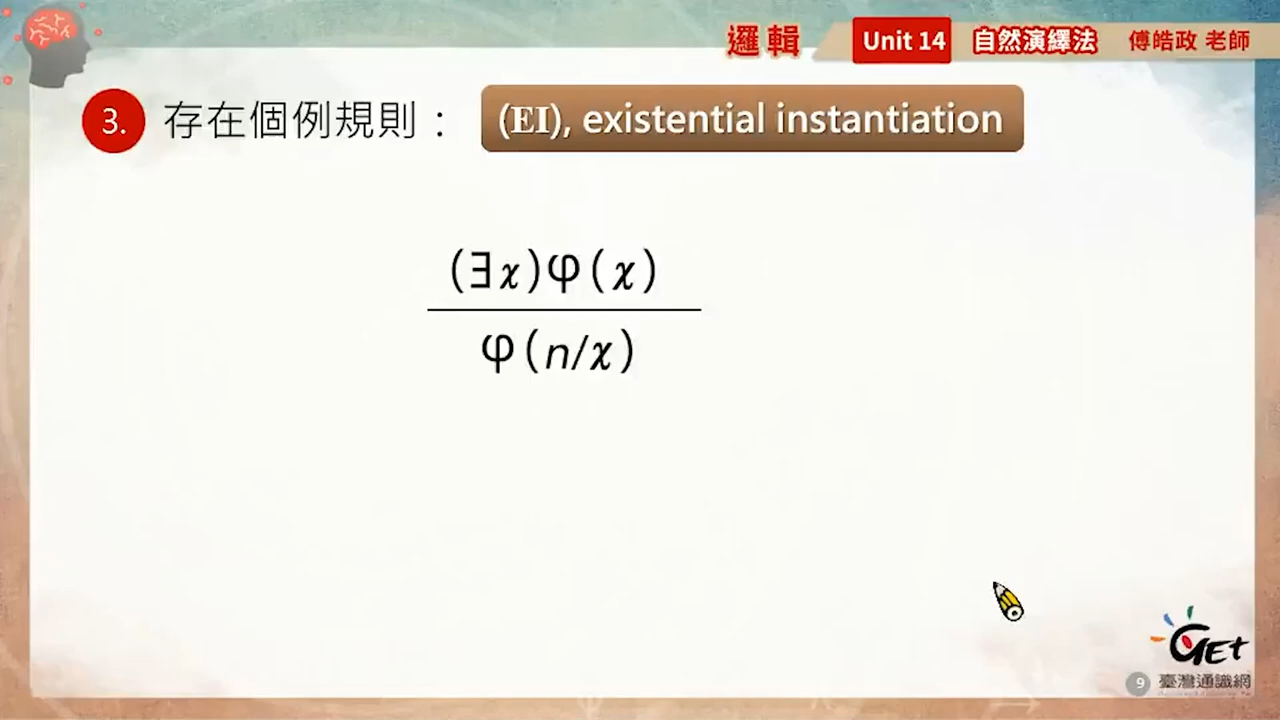 邏輯 Unit 14 自然演繹法 傅皓政 老師
3. 存在個例規則： (EI), existential instantiation
(∃x)φ(x)
φ(n/x)
GET
9 臺灣通識網